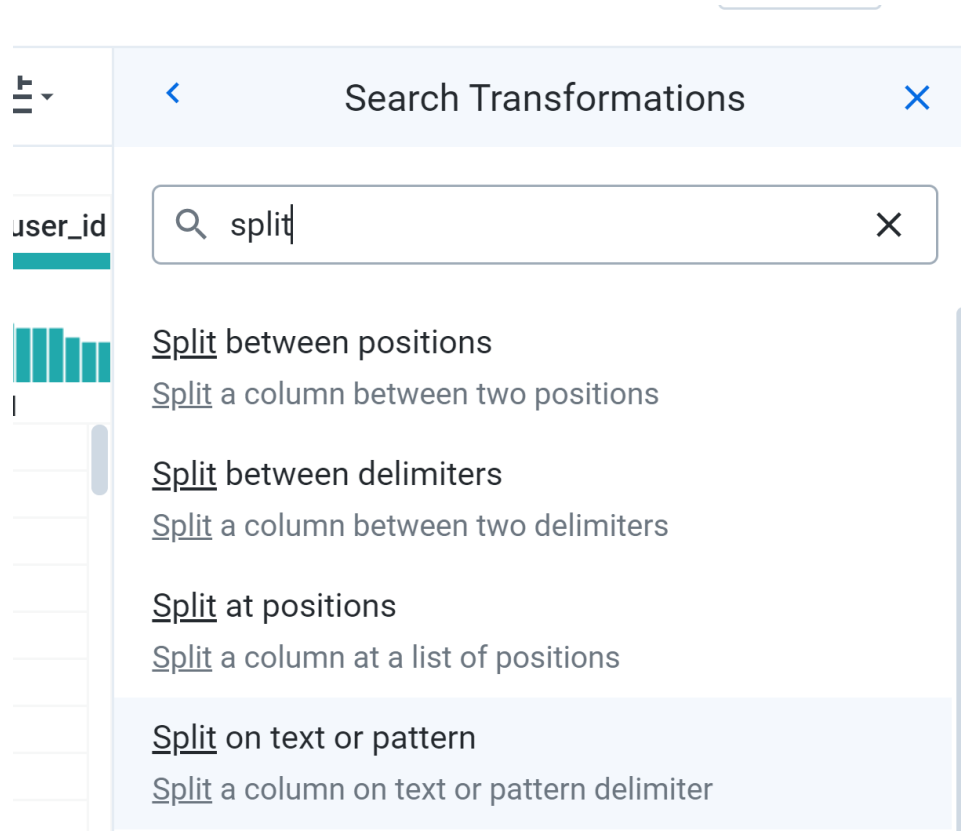 Search Transformations
user_id
split
Split between positions
Split a column between two positions
Split between delimiters
Split a column between two delimiters
Split at positions
Split a column at a list of positions
Split on text or pattern
Split a column on text or pattern delimiter